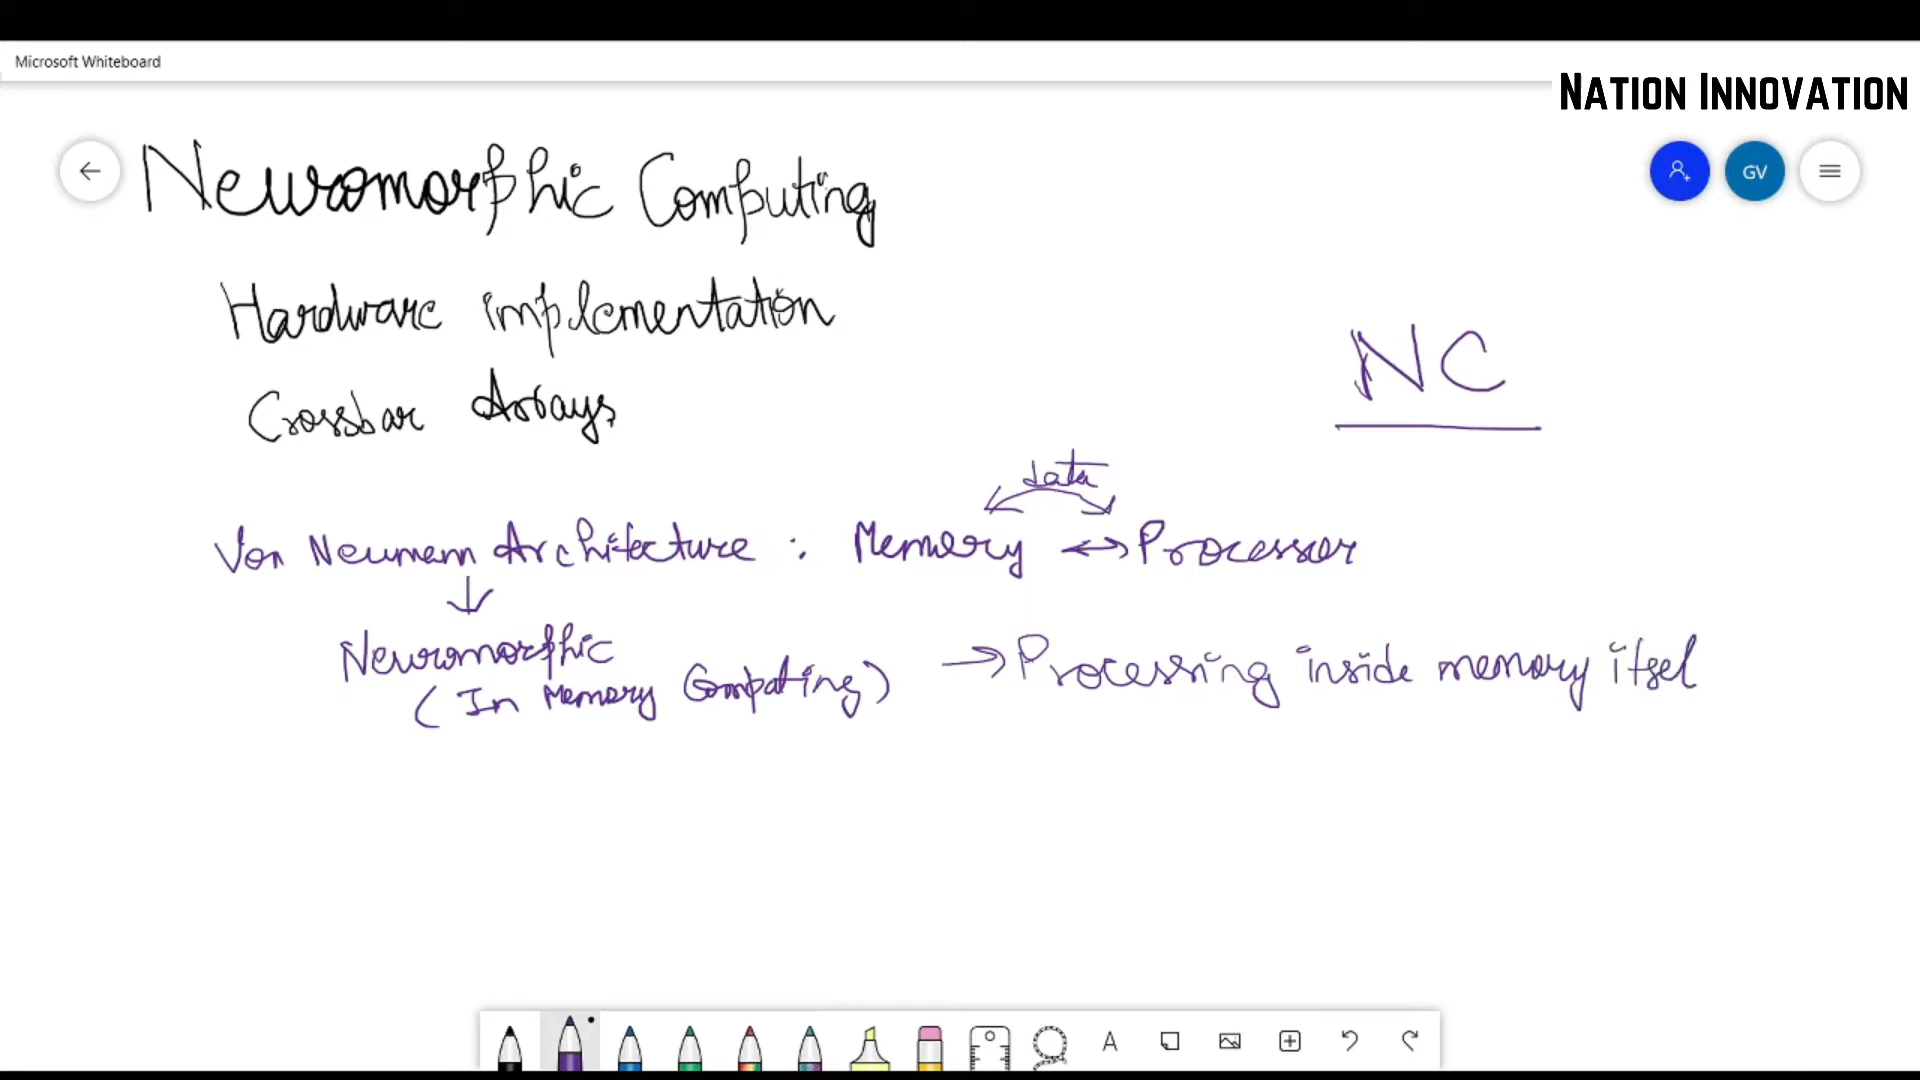 Microsoft Whiteboard
NATION INNOVATION
GV
Neuromorphic Computing
Hardware implementation
NC
Crossbar Arrays
data
Von Neumann Architecture : Memory ↔ Processor
↓
Neuromorphic
(In Memory Computing) → Processing inside memory itsel
A